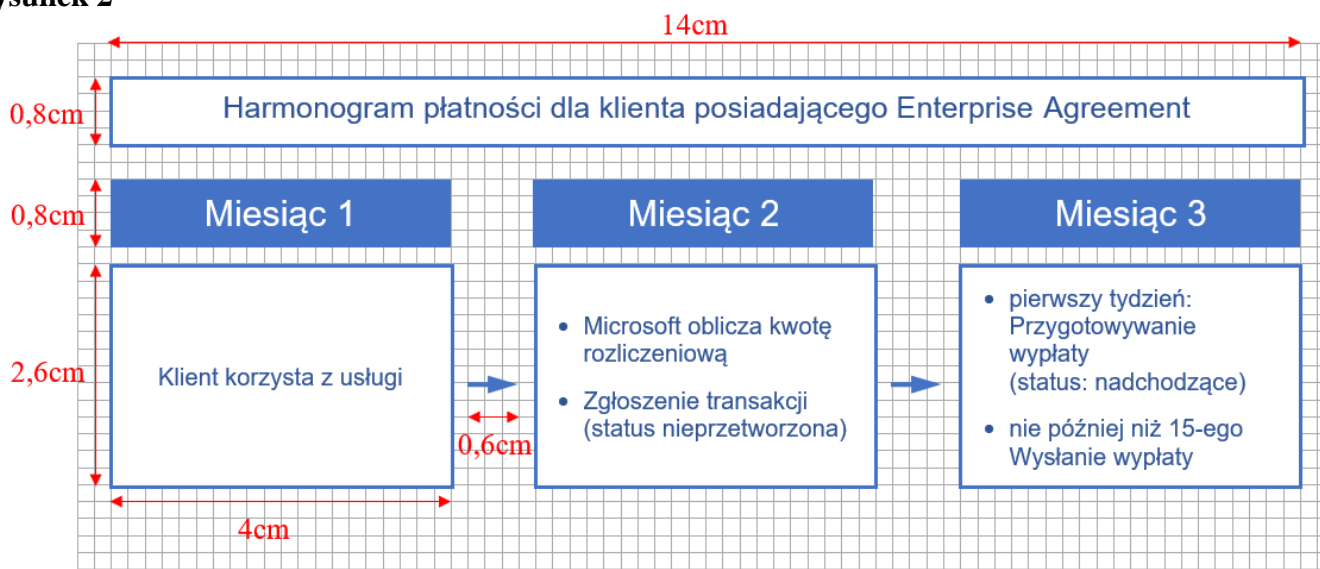 ysunek 2
14cm
0,8cm
Harmonogram płatności dla klienta posiadającego Enterprise Agreement
0,8cm
Miesiąc 1
Miesiąc 2
Miesiąc 3
2,6cm
Klient korzysta z usługi
0,6cm
4cm
• Microsoft oblicza kwotę
rozliczeniową
• Zgłoszenie transakcji
(status nieprzetworzona)
• pierwszy tydzień:
Przygotowywanie
wypłaty
(status: nadchodzące)
• nie później niż 15-ego
Wysłanie wypłaty